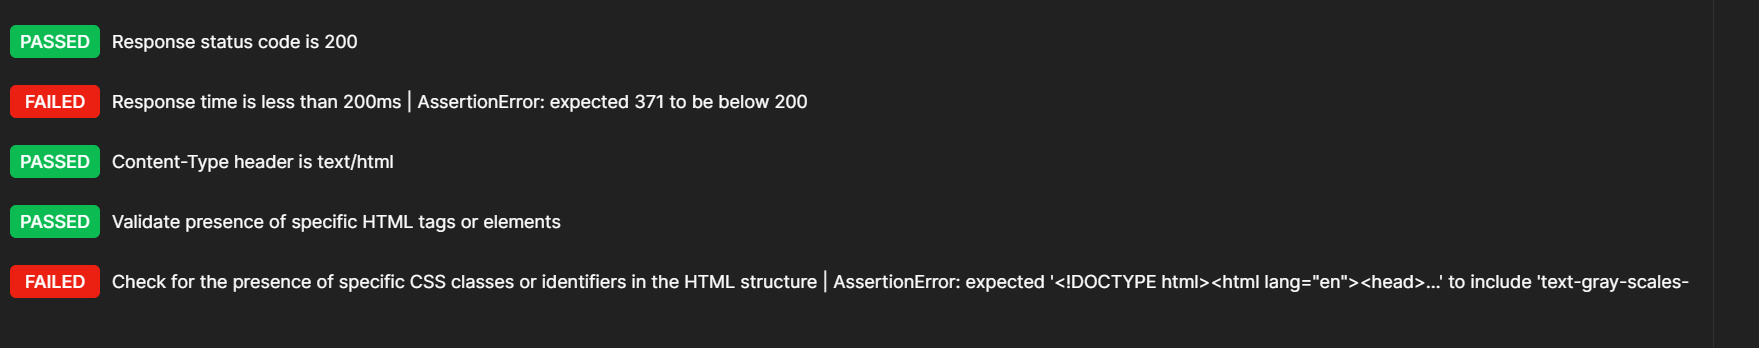 PASSED Response status code is 200
FAILED Response time is less than 200ms | AssertionError: expected 371 to be below 200
PASSED Content-Type header is text/html
PASSED Validate presence of specific HTML tags or elements
FAILED Check for the presence of specific CSS classes or identifiers in the HTML structure | AssertionError: expected '<!DOCTYPE html><html lang="en"><head>...' to include 'text-gray-scales-